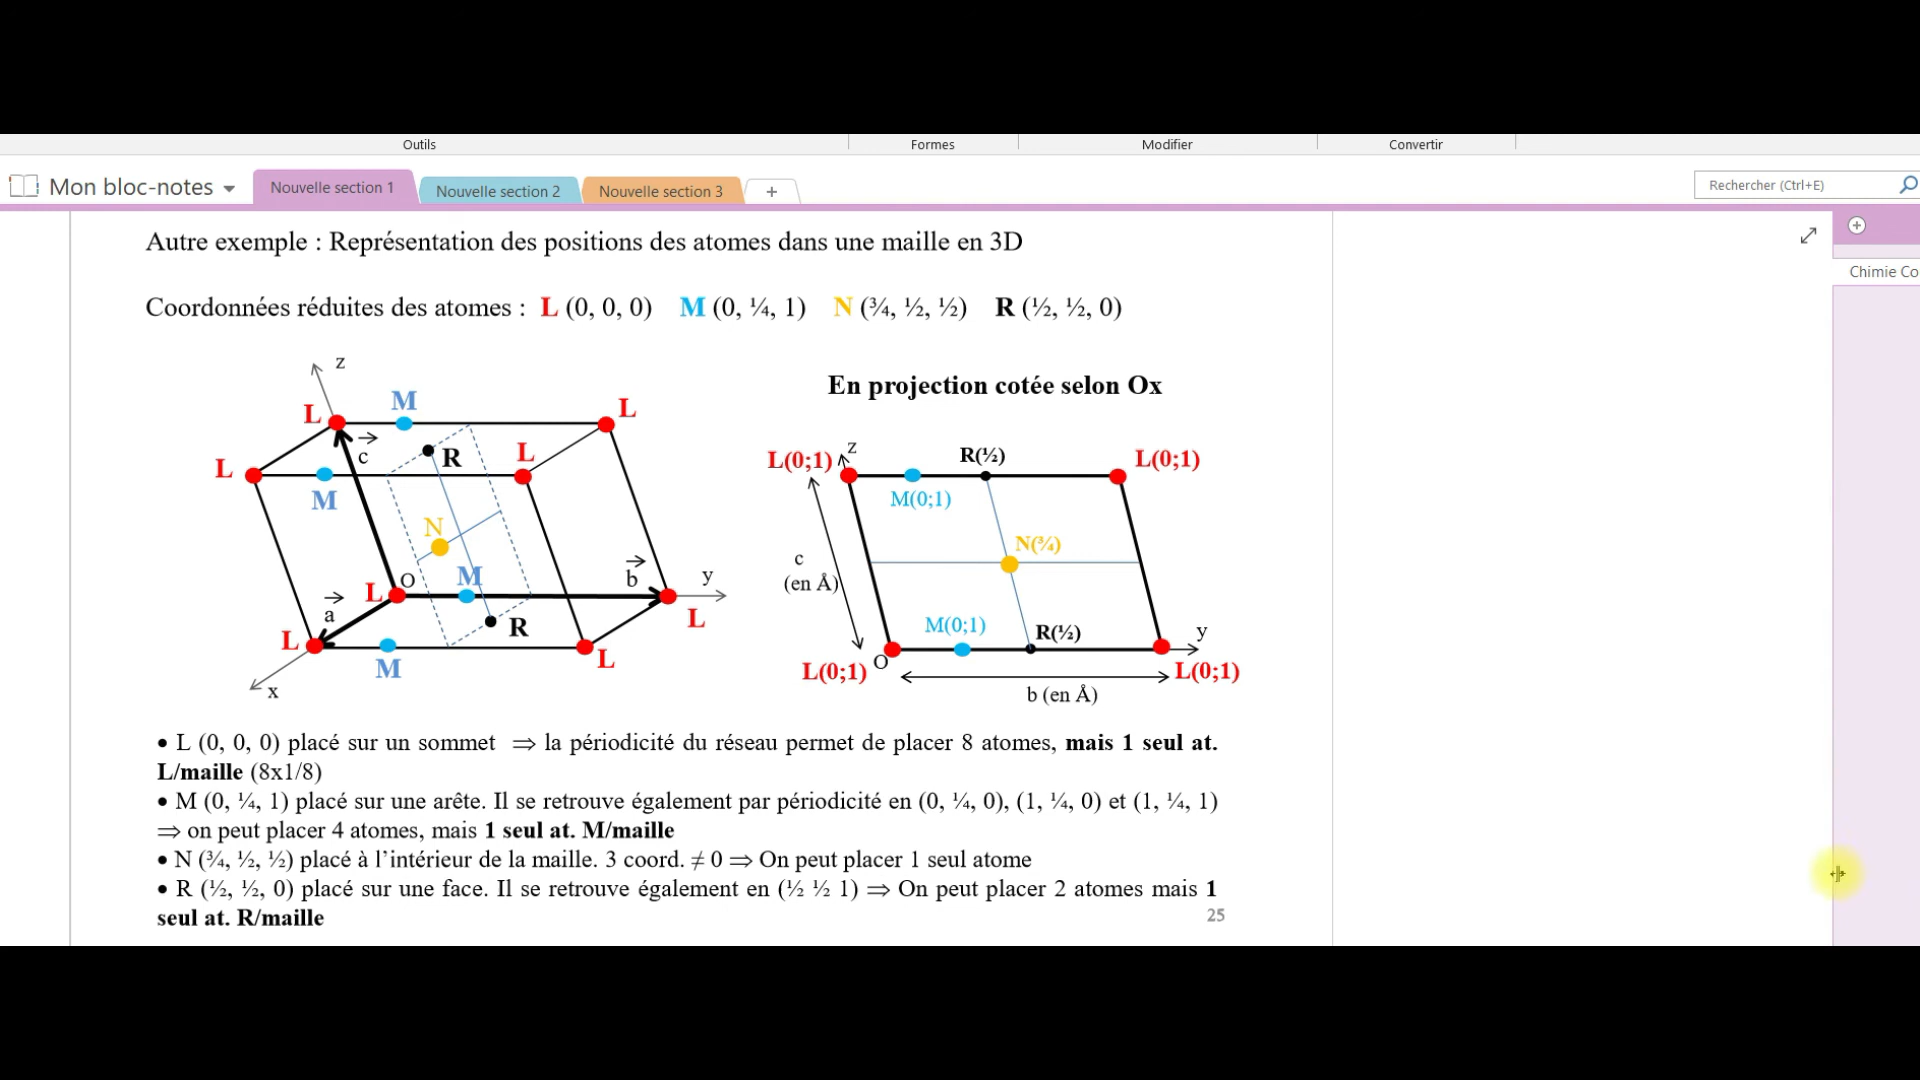 Outils Formes Modifier Convertir
Mon bloc-notes Nouvelle section 1 Nouvelle section 2 Nouvelle section 3 + Rechercher (Ctrl+E)
Chimie Co
Autre exemple : Représentation des positions des atomes dans une maille en 3D
Coordonnées réduites des atomes : L (0, 0, 0) M (0, ¼, 1) N (¾, ½, ½) R (½, ½, 0)
z
L M L
c
R L
L
M
N
O M b y
L
a L
L R
M L
x
En projection cotée selon Ox
z
L(0;1) R(½) L(0;1)
M(0;1)
N(¾)
c
(en Å)
M(0;1) R(½) y
L(0;1) O L(0;1)
b (en Å)
• L (0, 0, 0) placé sur un sommet ⇒ la périodicité du réseau permet de placer 8 atomes, mais 1 seul at.
L/maille (8x1/8)
• M (0, ¼, 1) placé sur une arête. Il se retrouve également par périodicité en (0, ¼, 0), (1, ¼, 0) et (1, ¼, 1)
⇒ on peut placer 4 atomes, mais 1 seul at. M/maille
• N (¾, ½, ½) placé à l’intérieur de la maille. 3 coord. ≠ 0 ⇒ On peut placer 1 seul atome
• R (½, ½, 0) placé sur une face. Il se retrouve également en (½ ½ 1) ⇒ On peut placer 2 atomes mais 1
seul at. R/maille
25